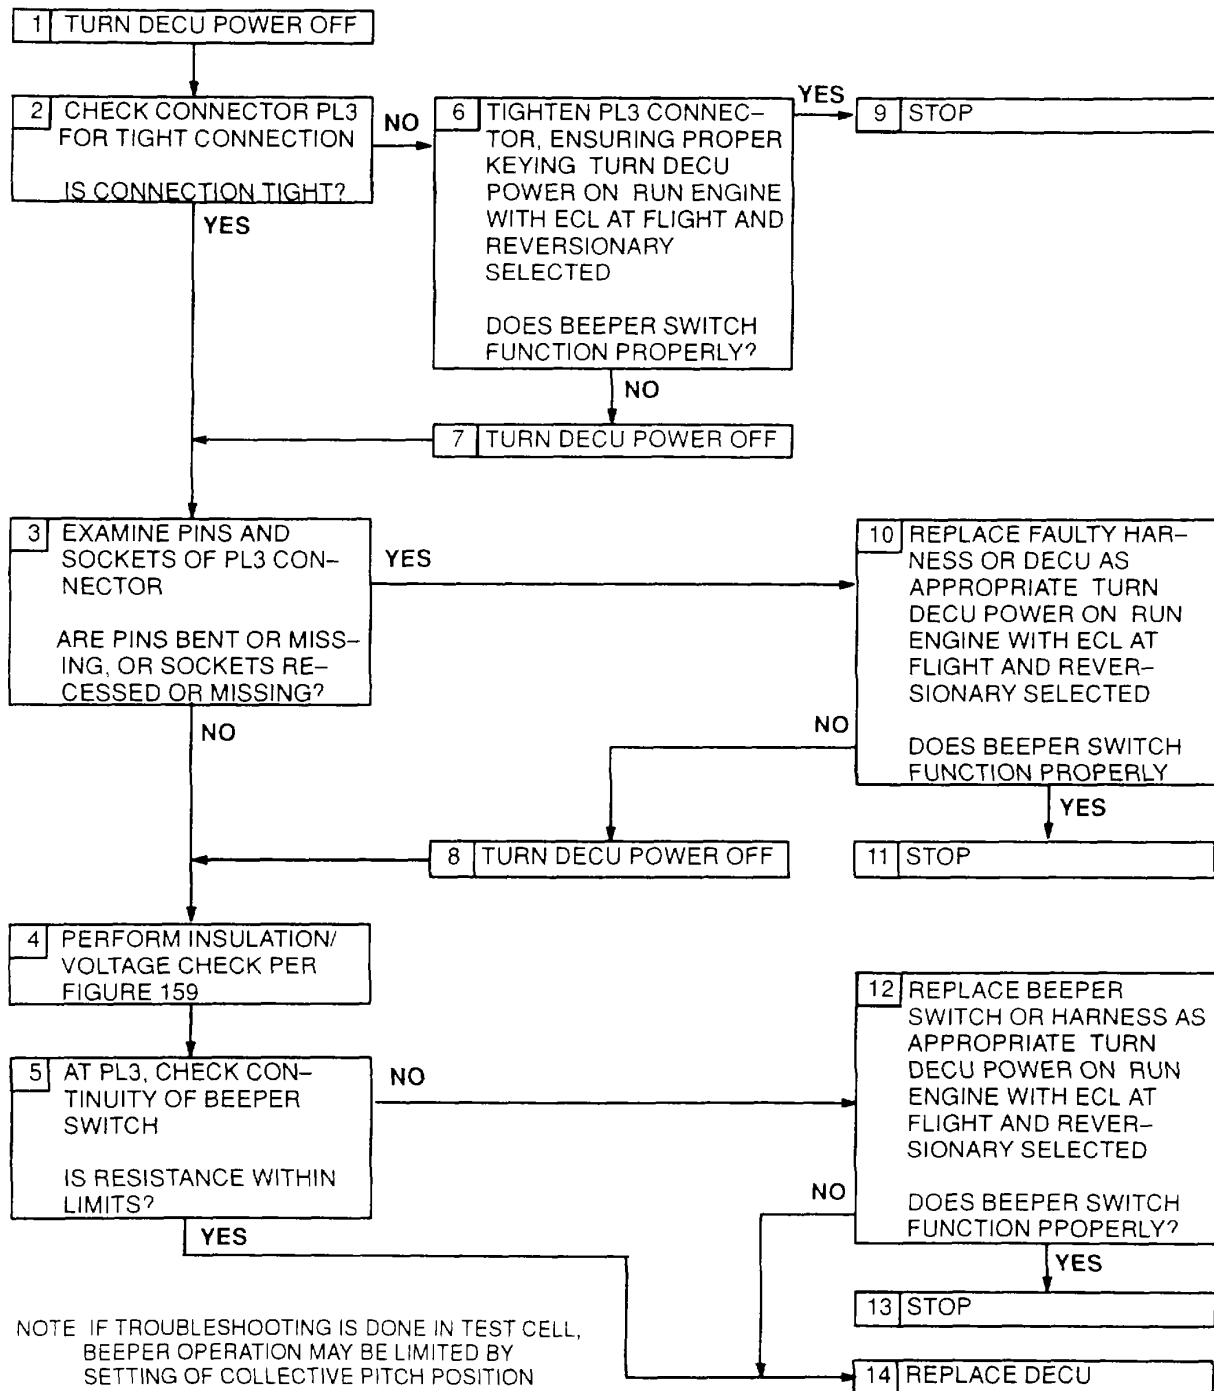 1 TURN DECU POWER OFF
2 CHECK CONNECTOR PL3
FOR TIGHT CONNECTION
IS CONNECTION TIGHT?
NO
YES
6 TIGHTEN PL3 CONNEC-
TOR, ENSURING PROPER
KEYING TURN DECU
POWER ON RUN ENGINE
WITH ECL AT FLIGHT AND
REVERSIONARY
SELECTED
DOES BEEPER SWITCH
FUNCTION PROPERLY?
YES
9 STOP
NO
7 TURN DECU POWER OFF
3 EXAMINE PINS AND
SOCKETS OF PL3 CON-
NECTOR
ARE PINS BENT OR MISS-
ING, OR SOCKETS RE-
CESSED OR MISSING?
YES
NO
10 REPLACE FAULTY HAR-
NESS OR DECU AS
APPROPRIATE TURN
DECU POWER ON RUN
ENGINE WITH ECL AT
FLIGHT AND REVER-
SIONARY SELECTED
DOES BEEPER SWITCH
FUNCTION PROPERLY
NO
YES
8 TURN DECU POWER OFF
11 STOP
4 PERFORM INSULATION/
VOLTAGE CHECK PER
FIGURE 159
5 AT PL3, CHECK CON-
TINUITY OF BEEPER
SWITCH
IS RESISTANCE WITHIN
LIMITS?
NO
YES
12 REPLACE BEEPER
SWITCH OR HARNESS AS
APPROPRIATE TURN
DECU POWER ON RUN
ENGINE WITH ECL AT
FLIGHT AND REVER-
SIONARY SELECTED
DOES BEEPER SWITCH
FUNCTION PPOPERLY?
NO
YES
13 STOP
14 REPLACE DECU
NOTE IF TROUBLESHOOTING IS DONE IN TEST CELL,
BEEPER OPERATION MAY BE LIMITED BY
SETTING OF COLLECTIVE PITCH POSITION